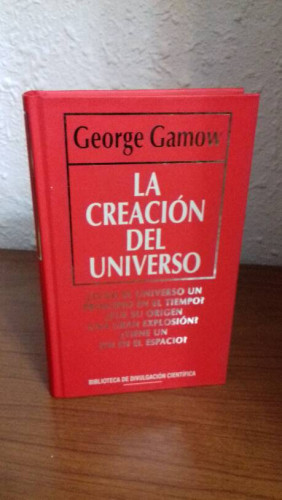 George Gamow
LA
CREACIÓN
DEL
UNIVERSO
UNIVERSO UN
EN EL TIEMPO?
SU ORIGEN
EXPLOSIÓN?
¿TIENE UN
FIN EN EL ESPACIO?
BIBLIOTECA DE DIVULGACIÓN CIENTÍFICA